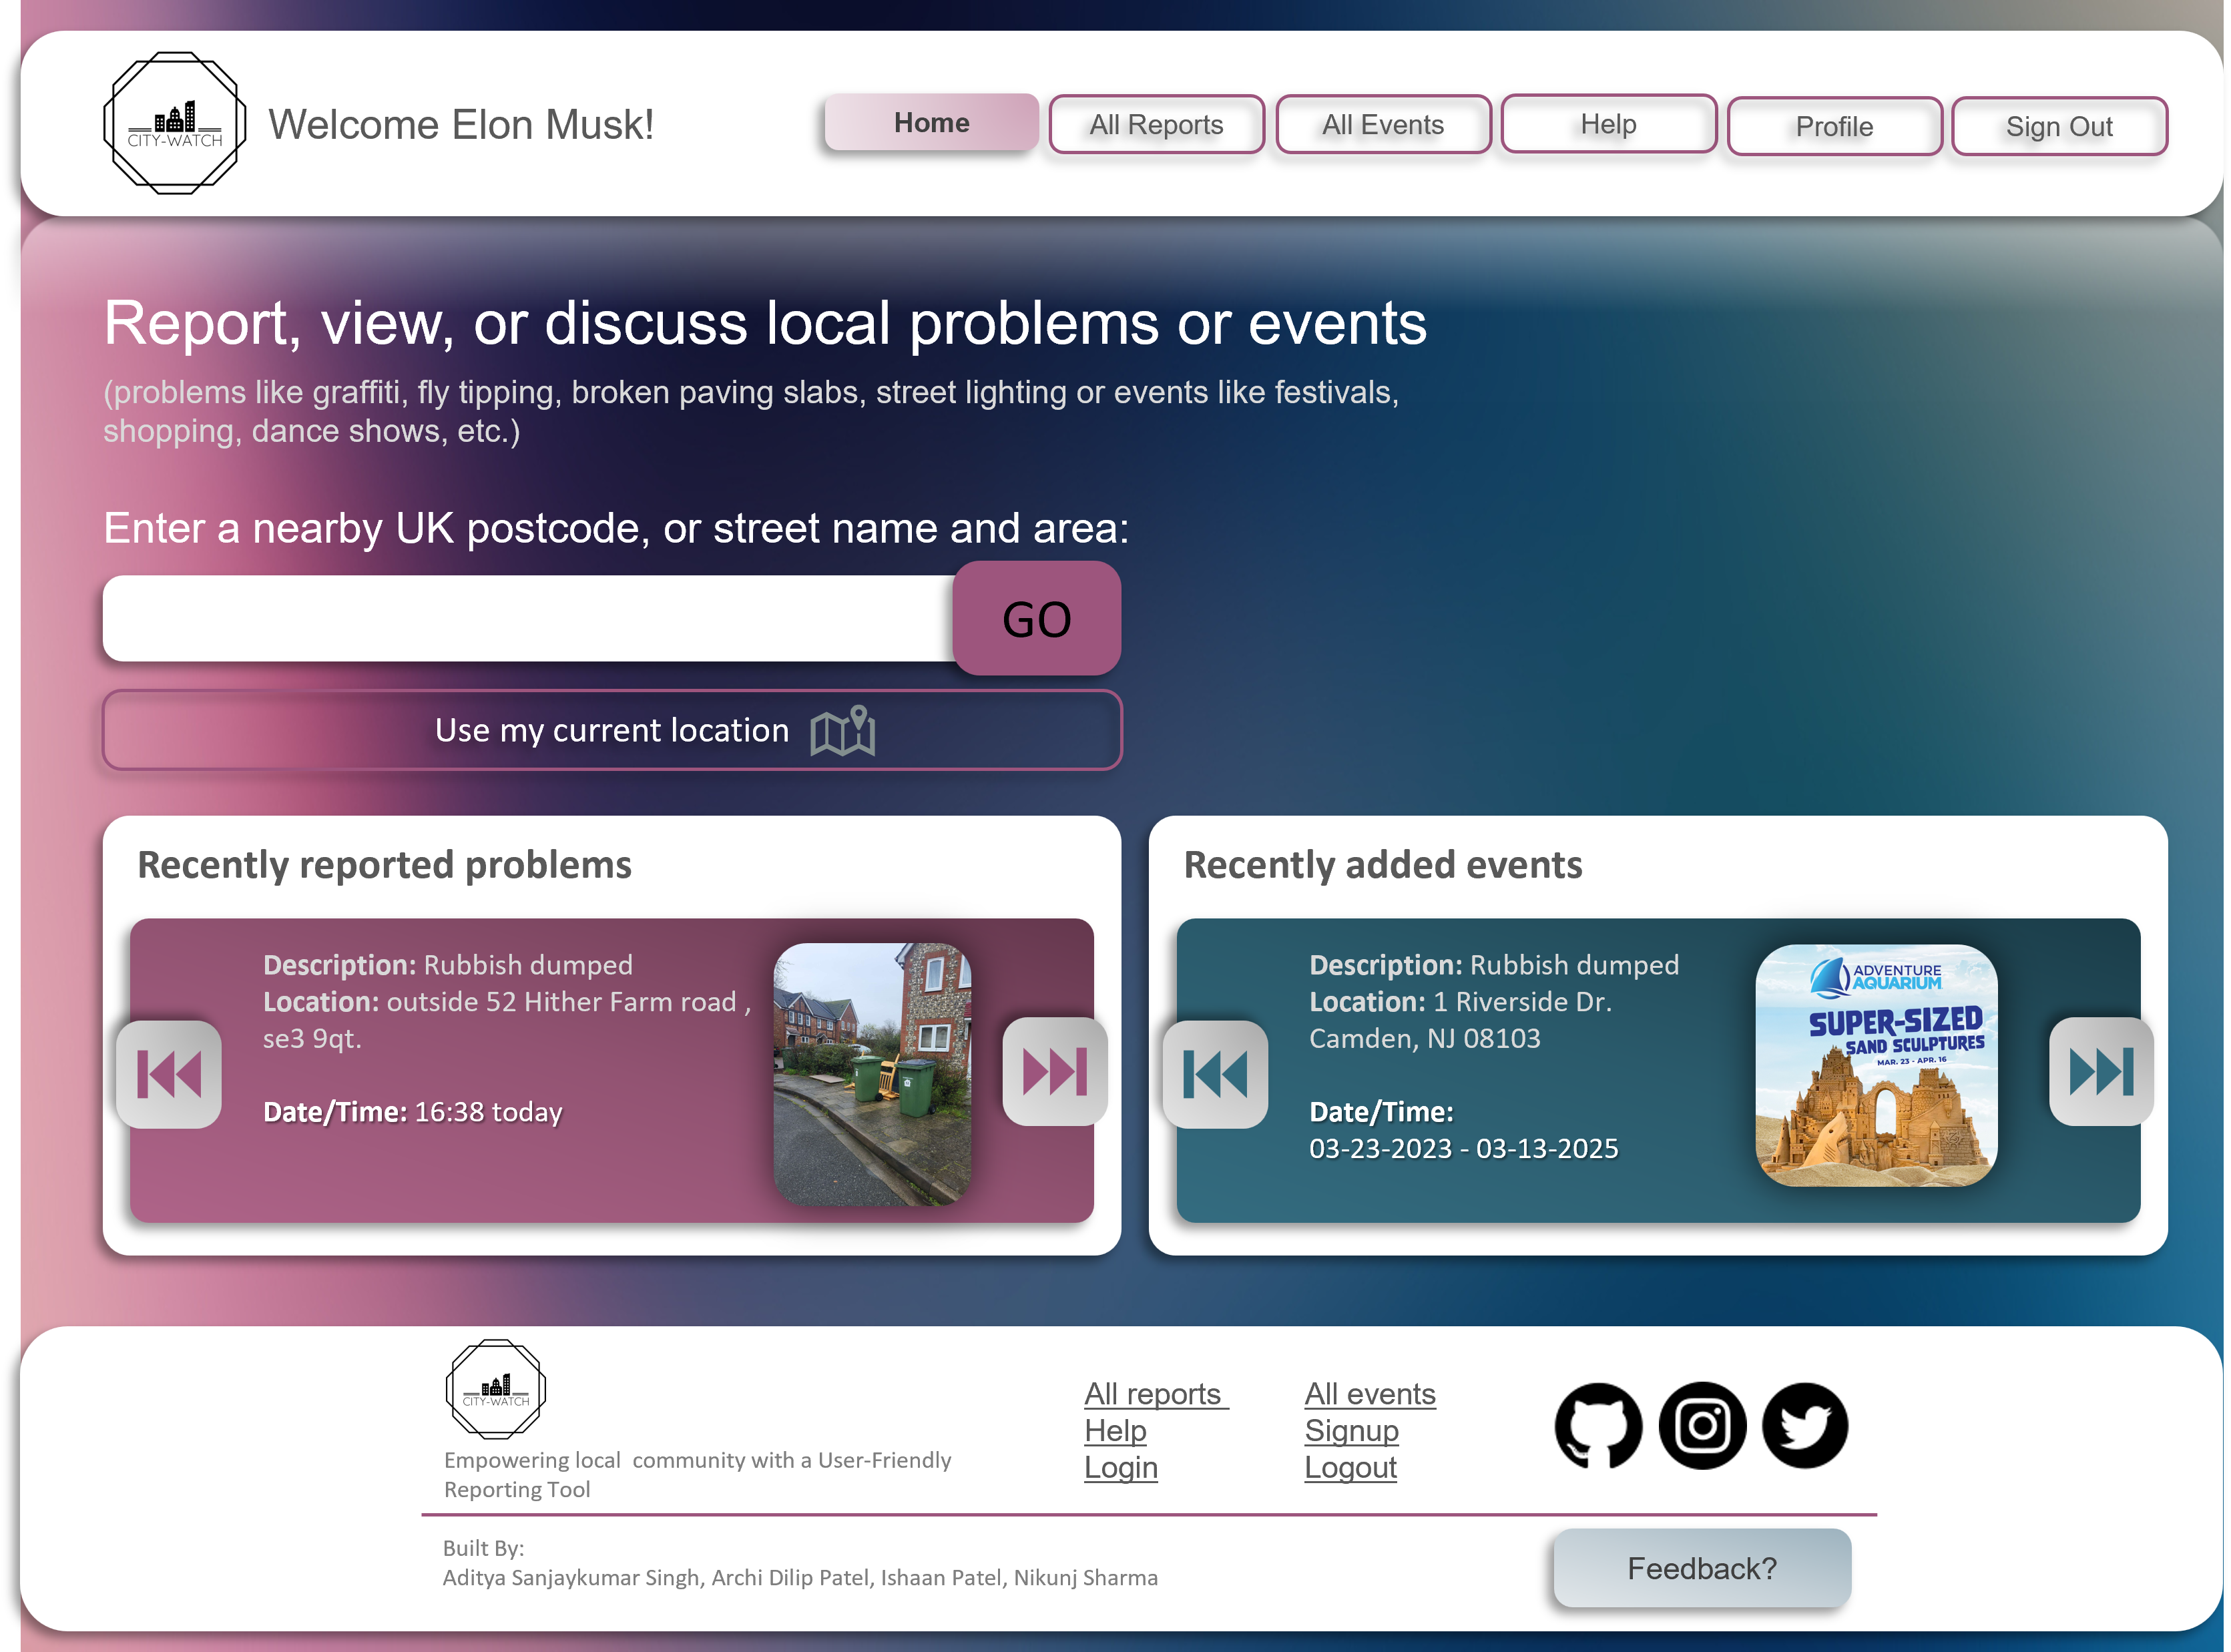 CITY-WATCH
Welcome Elon Musk!
Home
All Reports
All Events
Help
Profile
Sign Out
Report, view, or discuss local problems or events
(problems like graffiti, fly tipping, broken paving slabs, street lighting or events like festivals,
shopping, dance shows, etc.)
Enter a nearby UK postcode, or street name and area:
GO
Use my current location
Recently reported problems
Description: Rubbish dumped
Location: outside 52 Hither Farm road ,
se3 9qt.
Date/Time: 16:38 today
Recently added events
Description: Rubbish dumped
Location: 1 Riverside Dr.
Camden, NJ 08103
Date/Time:
03-23-2023 - 03-13-2025
ADVENTURE
AQUARIUM
SUPER-SIZED
SAND SCULPTURES
MAR. 23 - APR. 16
CITY-WATCH
Empowering local  community with a User-Friendly
Reporting Tool
All reports
Help
Login
All events
Signup
Logout
Built By:
Aditya Sanjaykumar Singh, Archi Dilip Patel, Ishaan Patel, Nikunj Sharma
Feedback?